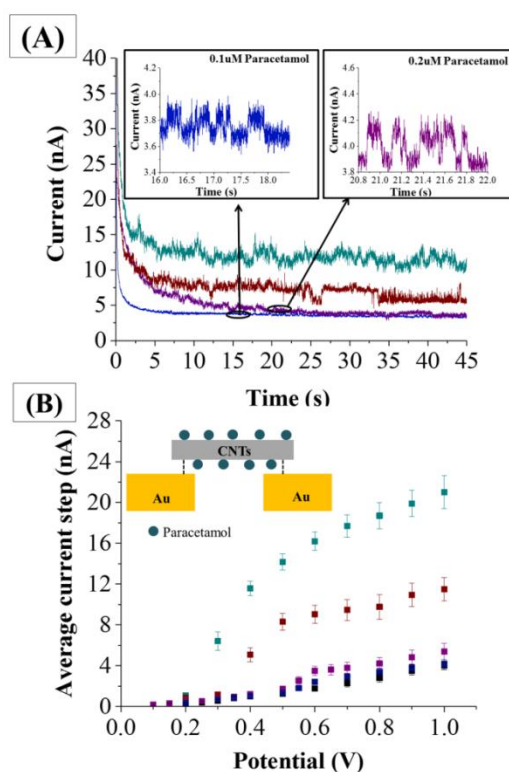 (A)
0.1uM Paracetamol
0.2uM Paracetamol
Current (nA)
4.2
4.0
3.8
3.6
3.4
16.0 16.5 17.0 17.5 18.0
Time (s)
Current (nA)
4.6
4.4
4.2
4.0
3.8
20.8 21.0 21.2 21.4 21.6 21.8 22.0
Time (s)
Current (nA)
40
35
30
25
20
15
10
5
0
0 5 10 15 20 25 30 35 40 45
Time (s)
(B)
Average current step (nA)
28
24
20
16
12
8
4
0
CNTs
Au
Au
Paracetamol
0.0 0.2 0.4 0.6 0.8 1.0
Potential (V)